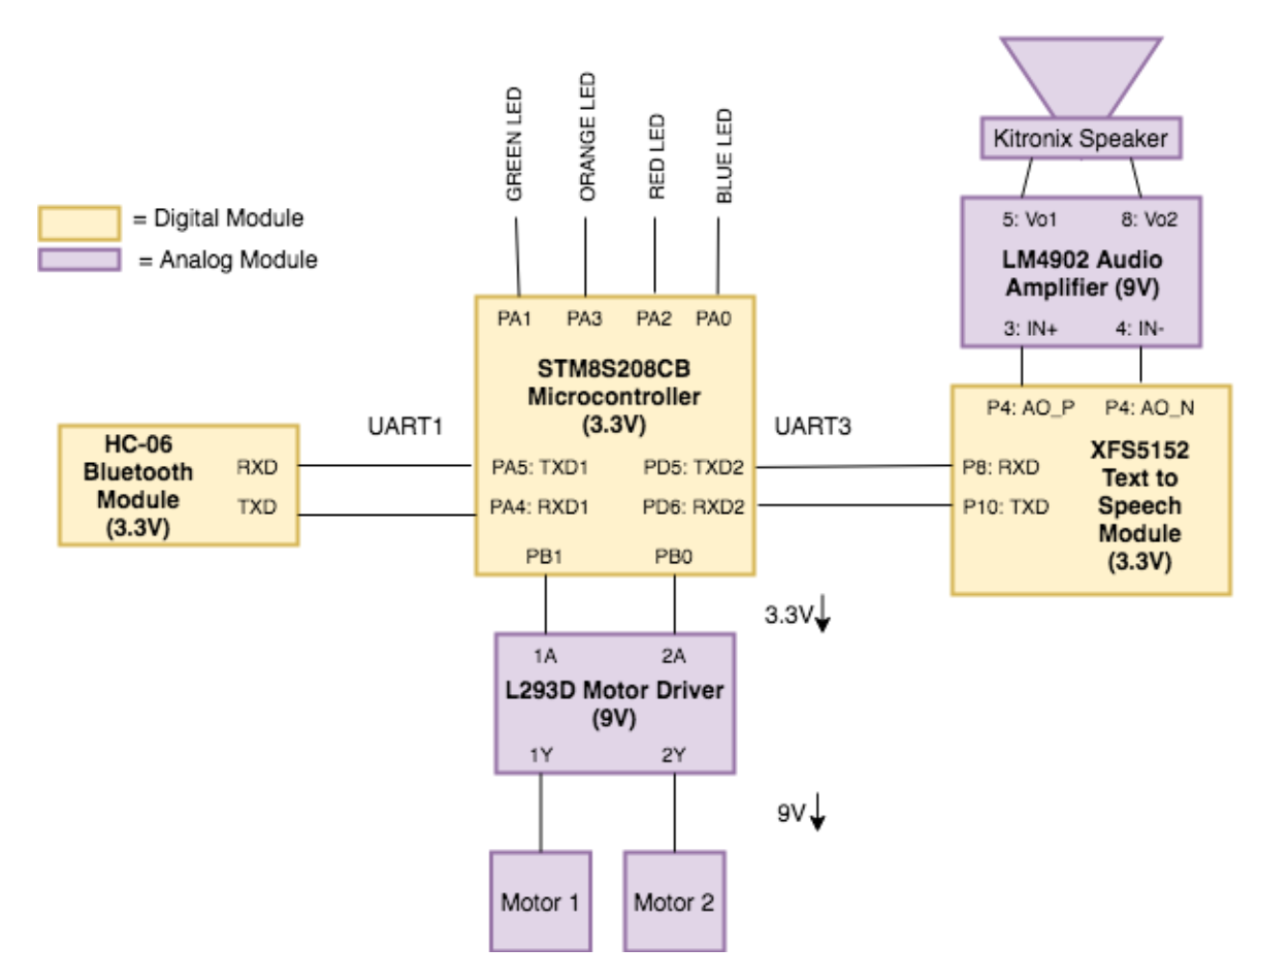 GREEN LED
ORANGE LED
RED LED
BLUE LED
Kitronix Speaker
5: Vo1
8: Vo2
LM4902 Audio
Amplifier (9V)
3: IN+
4: IN-
= Digital Module
= Analog Module
PA1
PA3
PA2
PA0
STM8S208CB
Microcontroller
(3.3V)
UART1
UART3
PA5: TXD1
PD5: TXD2
PA4: RXD1
PD6: RXD2
PB1
PB0
HC-06
Bluetooth
Module
(3.3V)
RXD
TXD
P4: AO_P
P4: AO_N
XFS5152
Text to
Speech
Module
(3.3V)
P8: RXD
P10: TXD
3.3V
1A
2A
L293D Motor Driver
(9V)
1Y
2Y
9V
Motor 1
Motor 2